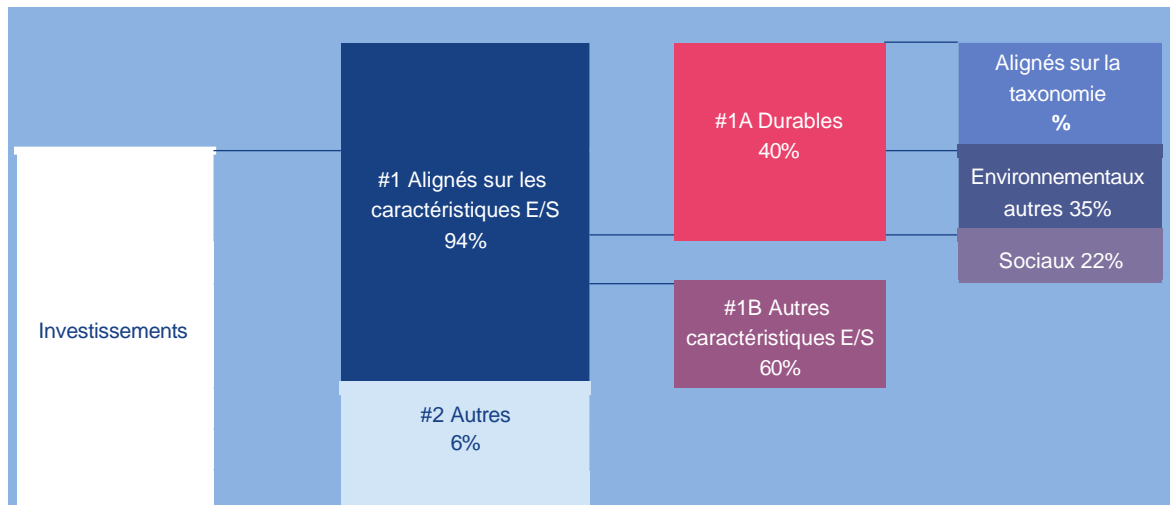 Investissements
#1 Alignés sur les
caractéristiques E/S
94%
#2 Autres
6%
#1A Durables
40%
#1B Autres
caractéristiques E/S
60%
Alignés sur la
taxonomie
%
Environnementaux
autres 35%
Sociaux 22%